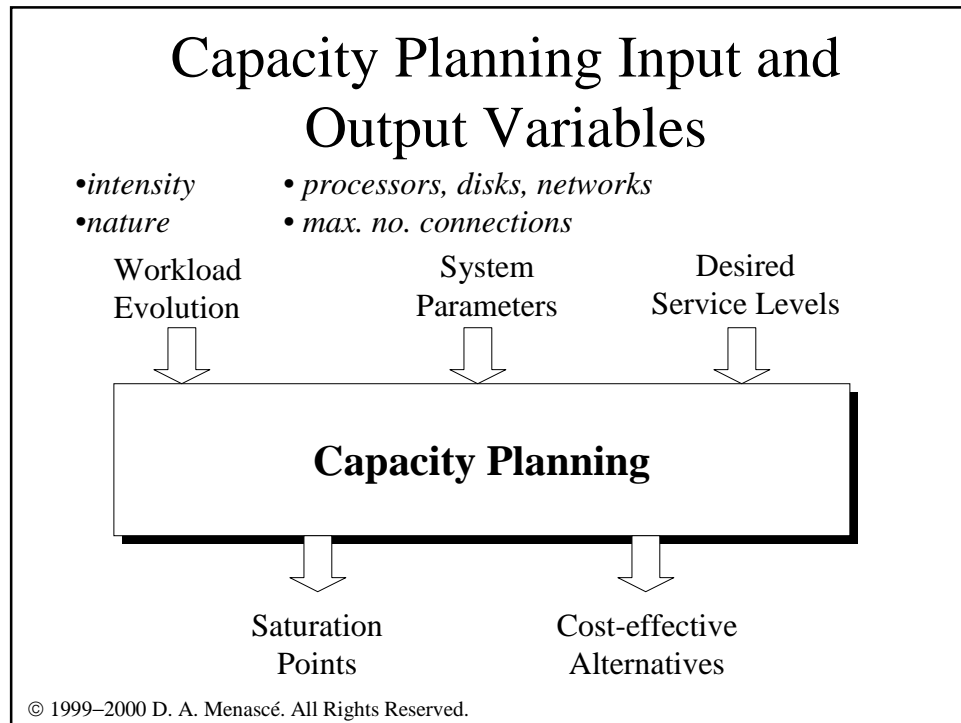 Capacity Planning Input and
Output Variables
•intensity
•nature
• processors, disks, networks
• max. no. connections
Workload
Evolution
System
Parameters
Desired
Service Levels
Capacity Planning
Saturation
Points
Cost-effective
Alternatives
© 1999–2000 D. A. Menascé. All Rights Reserved.